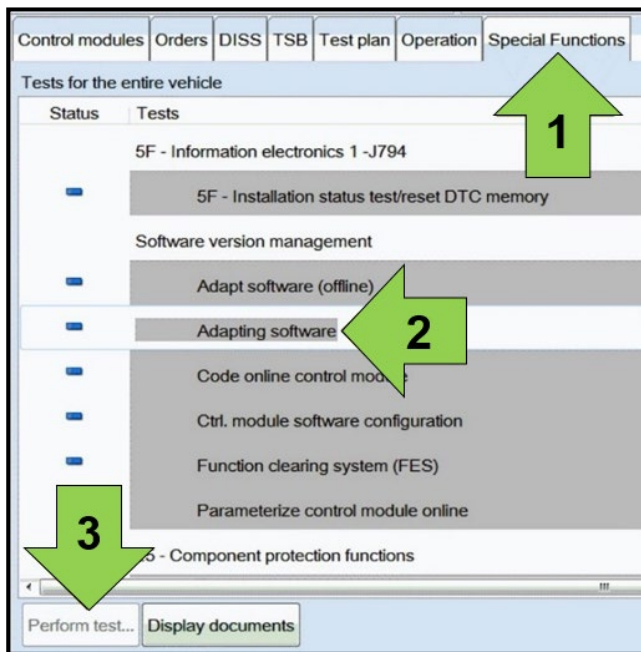 Control modules Orders DISS TSB Test plan Operation Special Functions
1
Tests for the entire vehicle
Status Tests
5F - Information electronics 1 -J794
5F - Installation status test/reset DTC memory
Software version management
Adapt software (offline)
Adapting software
2
Code online control module
Ctrl. module software configuration
Function clearing system (FES)
Parameterize control module online
3
5 - Component protection functions
Perform test... Display documents